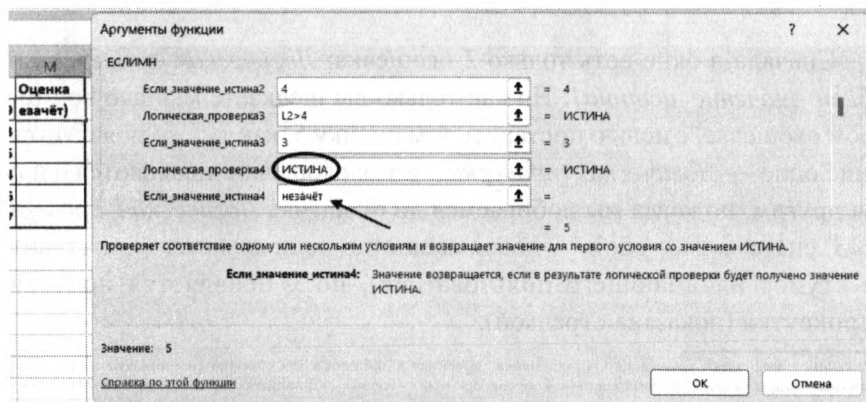 Аргументы функции ? ×
ЕСЛИМН
М
Оценка
езачёт)
Если_значение_истина2 4 = 4
Логическая_проверка3 L2>4 = ИСТИНА
Если_значение_истина3 3 = 3
Логическая_проверка4 ИСТИНА = ИСТИНА
Если_значение_истина4 незачёт =
= 5
Проверяет соответствие одному или нескольким условиям и возвращает значение для первого условия со значением ИСТИНА.
Если_значение_истина4: Значение возвращается, если в результате логической проверки будет получено значение
ИСТИНА.
Значение: 5
Справка по этой функции
ОК Отмена